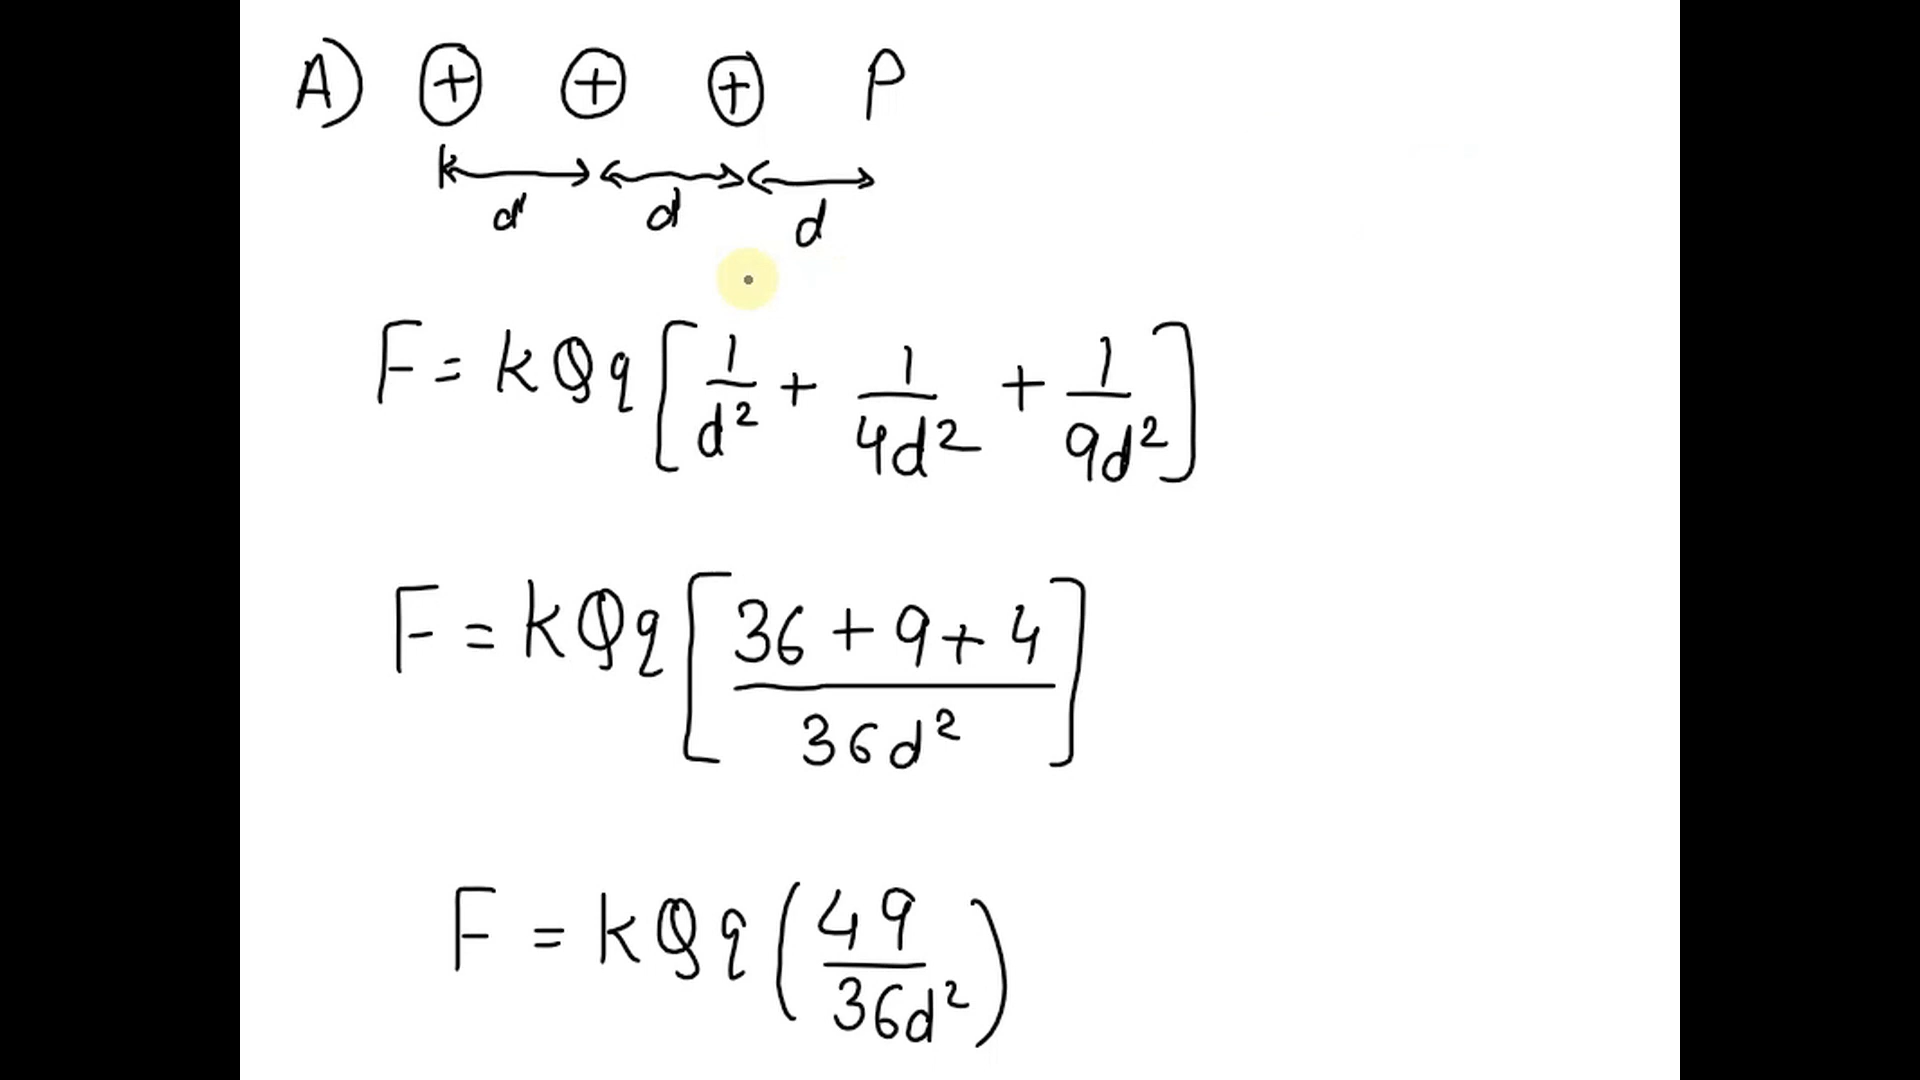 A) ⊕ ⊕ ⊕ P
d d d
F = kQq [ 1/d² + 1/4d² + 1/9d² ]
F = kQq [ (36 + 9 + 4)/36d² ]
F = kQq ( 49/36d² )